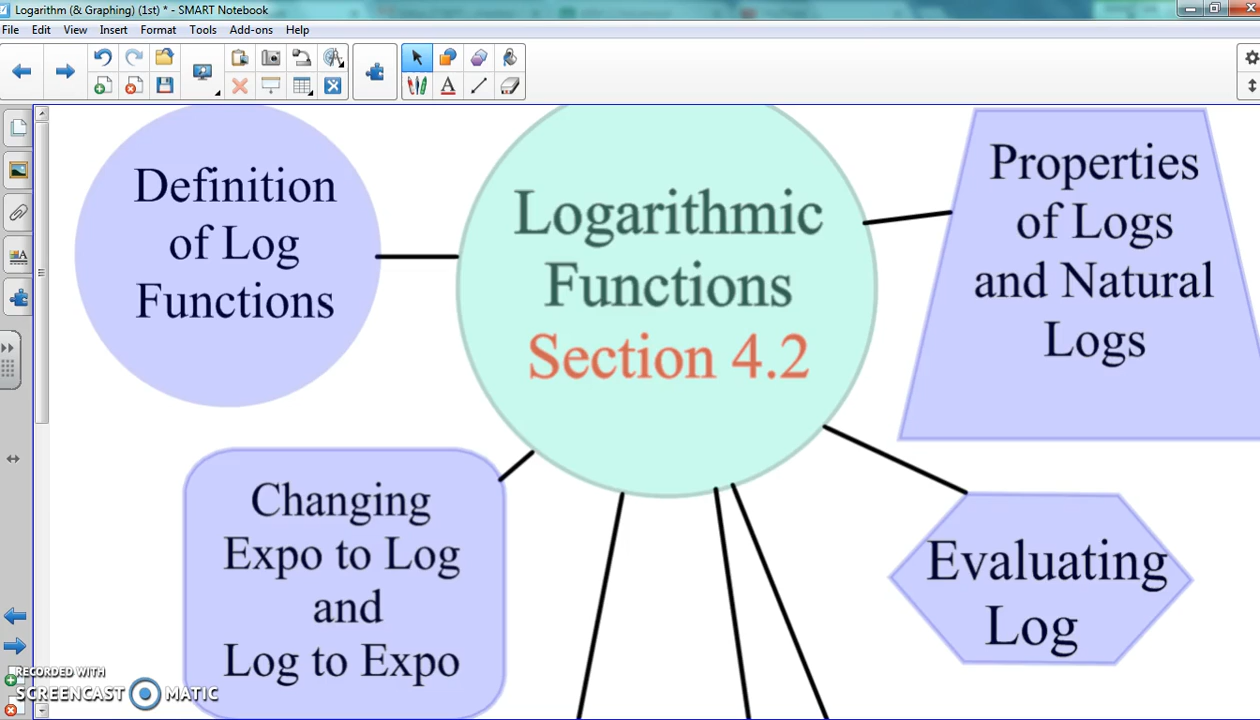 Logarithm (& Graphing) (1st) * - SMART Notebook
File Edit View Insert Format Tools Add-ons Help
Definition
of Log
Functions
Logarithmic
Functions
Section 4.2
Properties
of Logs
and Natural
Logs
Changing
Expo to Log
and
Log to Expo
Evaluating
Log
RECORDED WITH
SCREENCAST MATIC